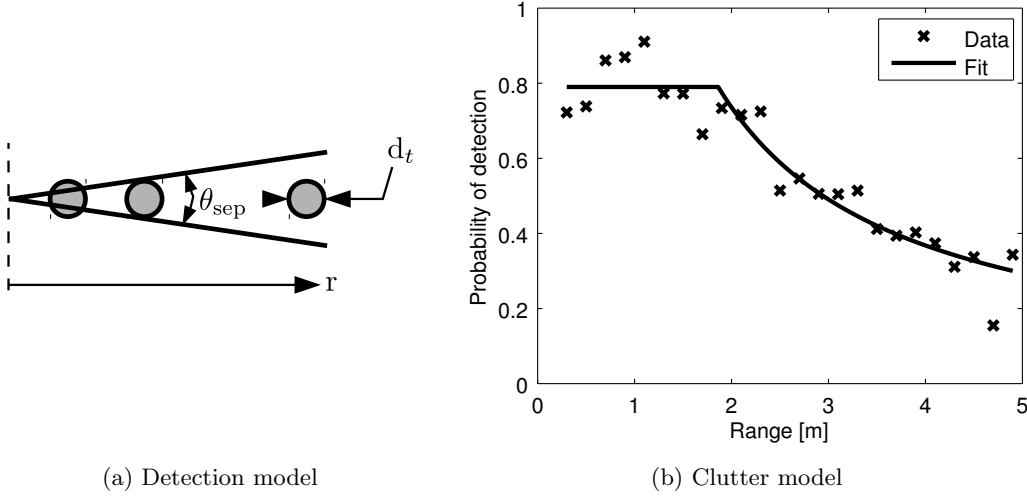 d_t
θ_sep
r
(a) Detection model
1
0.8
0.6
0.4
0.2
0
Probability of detection
Data
Fit
0 1 2 3 4 5
Range [m]
(b) Clutter model